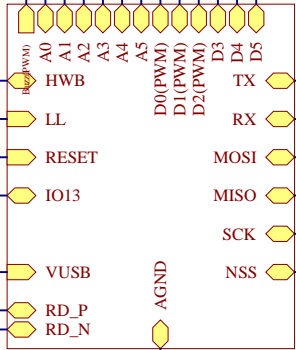 Buzz(PWM)
A0
A1
A2
A3
A4
A5
D0(PWM)
D1(PWM)
D2(PWM)
D3
D4
D5
HWB
TX
LL
RX
RESET
MOSI
IO13
MISO
SCK
VUSB
NSS
AGND
RD_P
RD_N